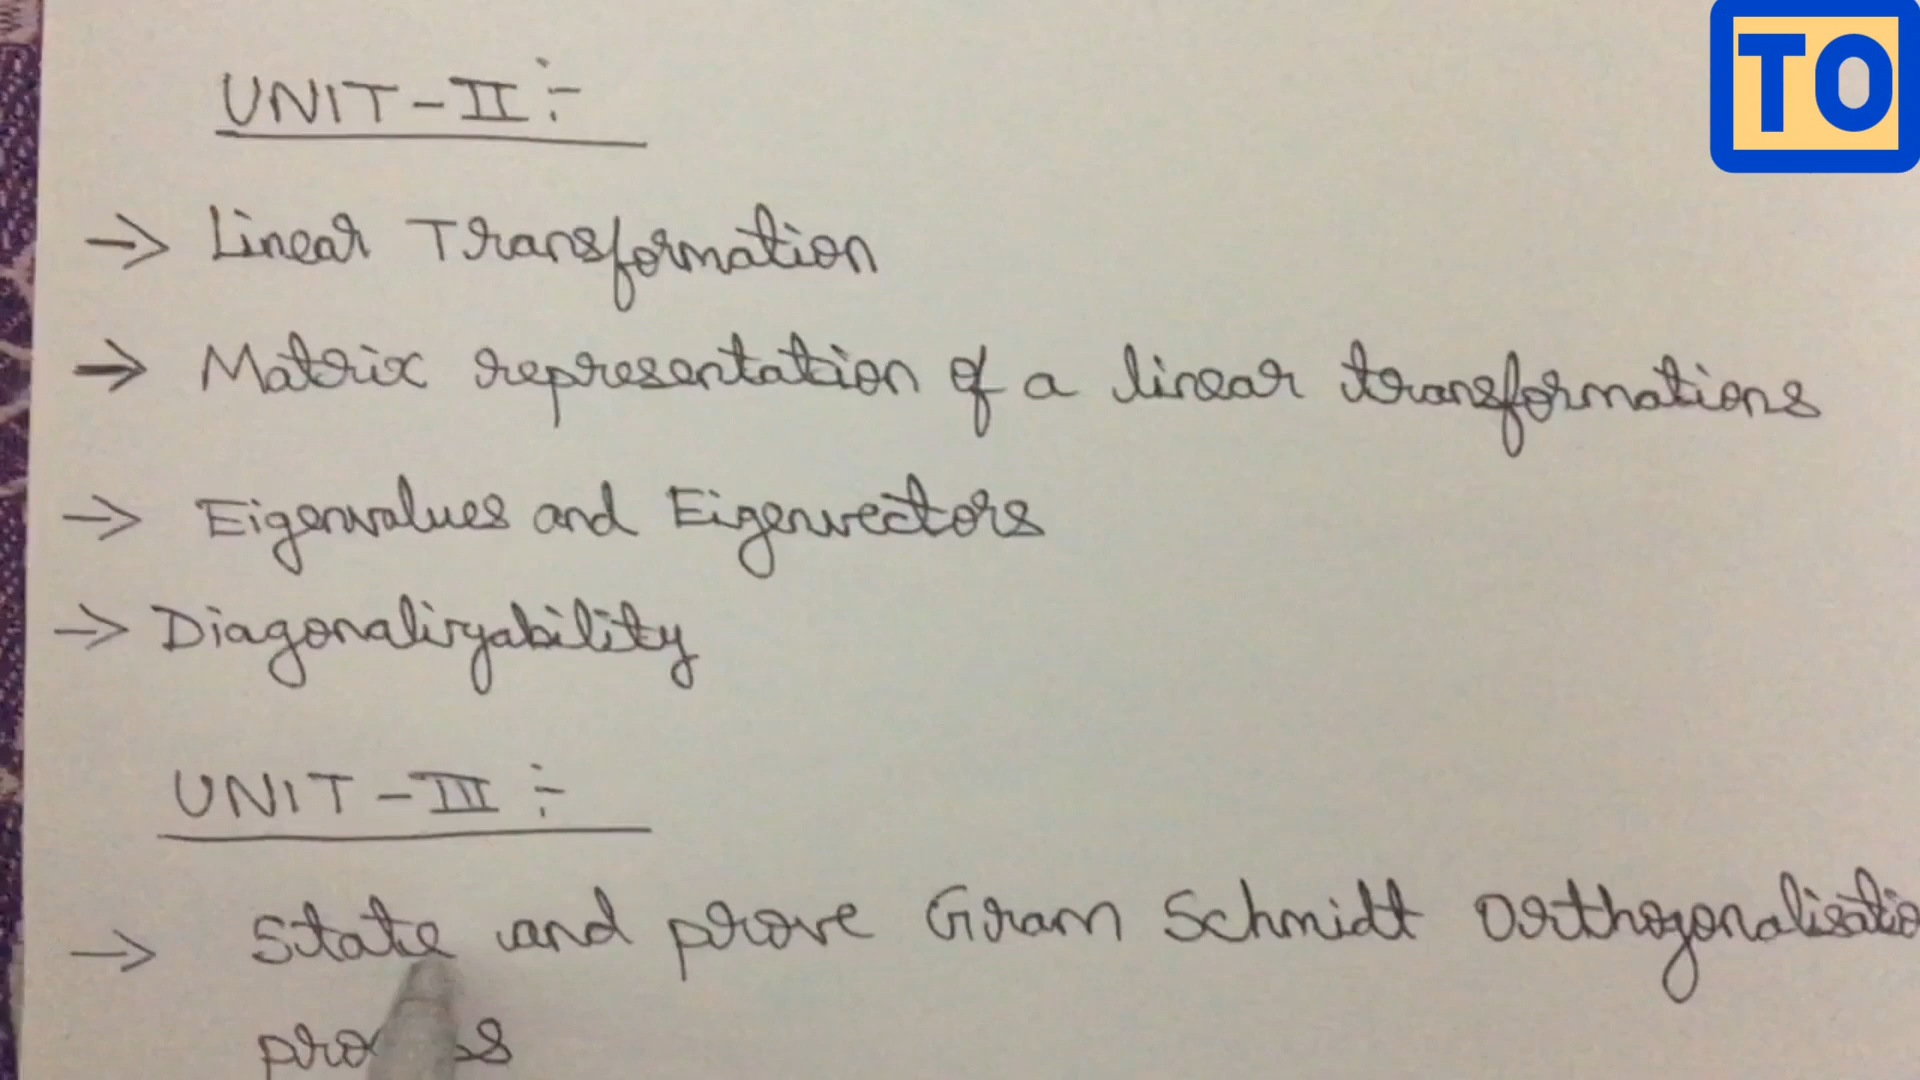 TO
UNIT-II :-
→ Linear Transformation
→ Matrix representation of a linear transformations
→ Eigenvalues and Eigenvectors
→ Diagonalizability
UNIT-III :-
→ State and prove Gram Schmidt Orthogonalisatio